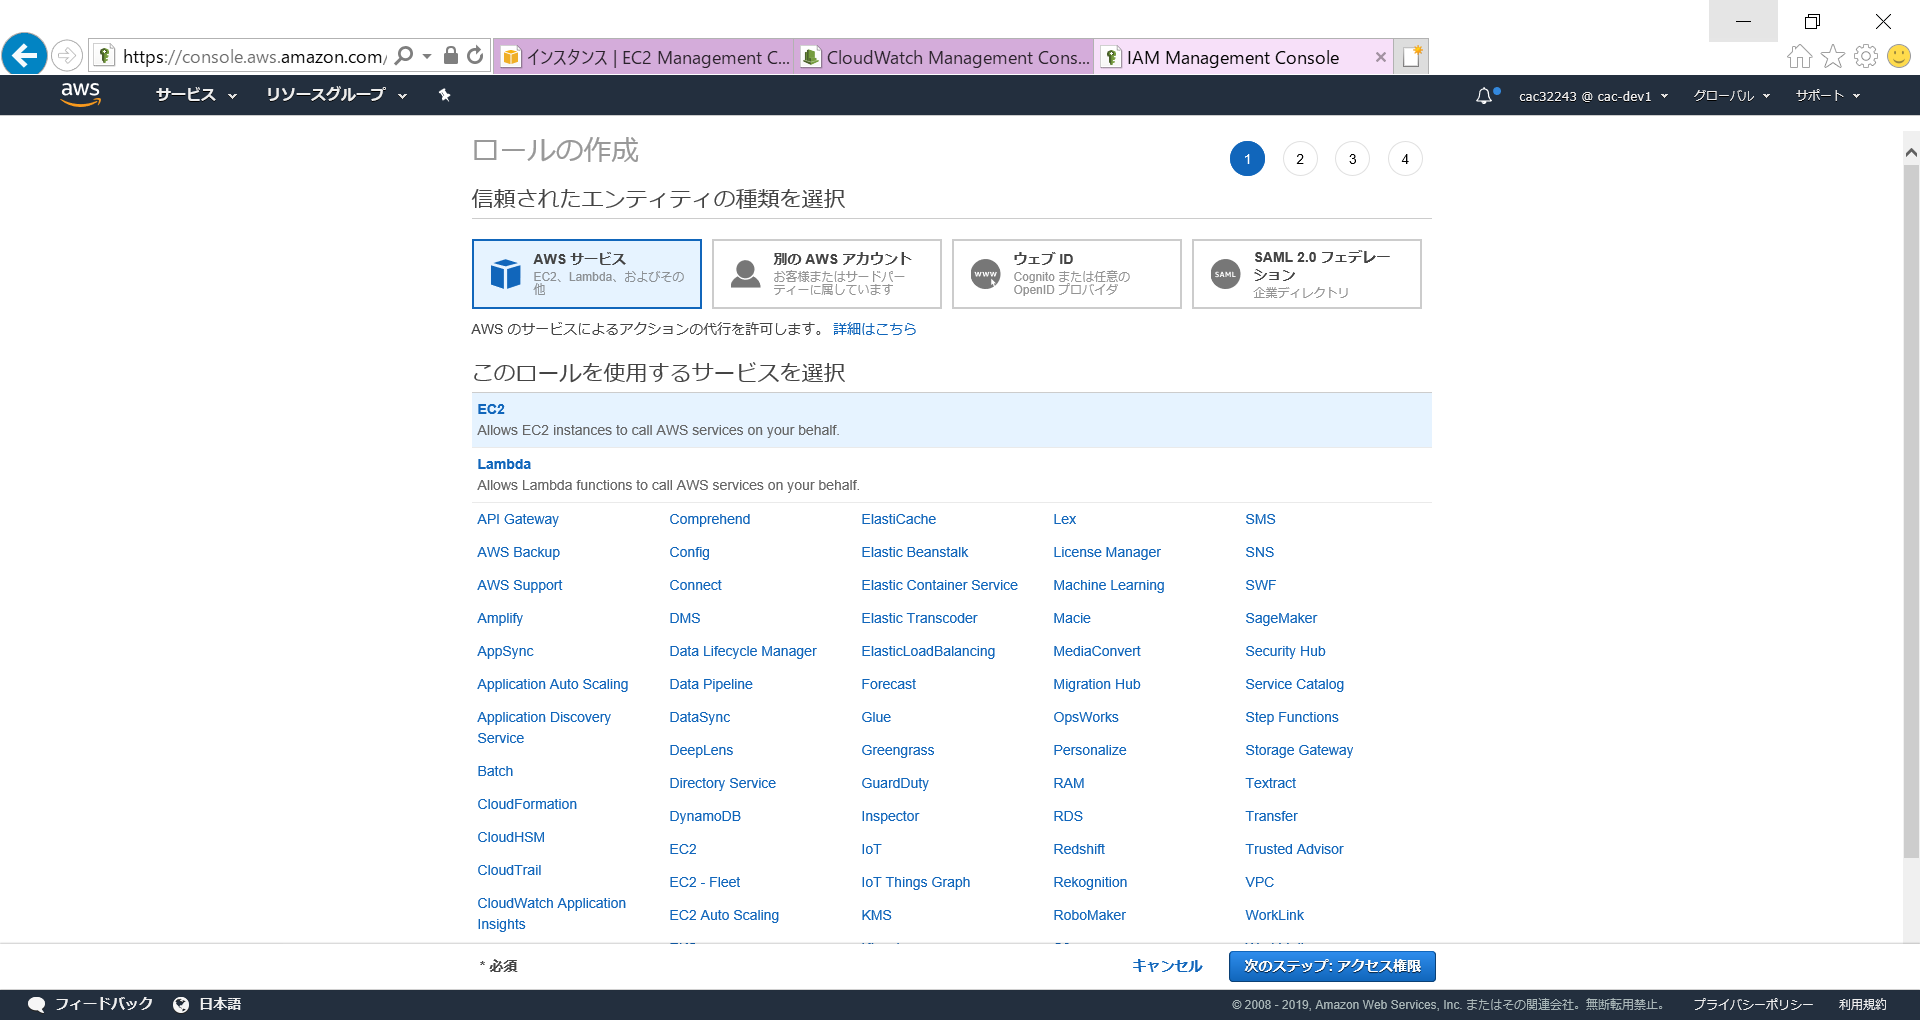 https://console.aws.amazon.com/
インスタンス | EC2 Management C...
CloudWatch Management Cons...
IAM Management Console
aws
サービス
リソースグループ
cac32243 @ cac-dev1
グローバル
サポート
ロールの作成
1
2
3
4
信頼されたエンティティの種類を選択
AWS サービス
EC2、Lambda、およびその
他
別の AWS アカウント
お客様またはサードパー
ティーに属しています
WWW
ウェブ ID
Cognito または任意の
OpenID プロバイダ
SAML
SAML 2.0 フェデレー
ション
企業ディレクトリ
AWS のサービスによるアクションの代行を許可します。 詳細はこちら
このロールを使用するサービスを選択
EC2
Allows EC2 instances to call AWS services on your behalf.
Lambda
Allows Lambda functions to call AWS services on your behalf.
API Gateway
AWS Backup
AWS Support
Amplify
AppSync
Application Auto Scaling
Application Discovery
Service
Batch
CloudFormation
CloudHSM
CloudTrail
CloudWatch Application
Insights
Comprehend
Config
Connect
DMS
Data Lifecycle Manager
Data Pipeline
DataSync
DeepLens
Directory Service
DynamoDB
EC2
EC2 - Fleet
EC2 Auto Scaling
ElastiCache
Elastic Beanstalk
Elastic Container Service
Elastic Transcoder
ElasticLoadBalancing
Forecast
Glue
Greengrass
GuardDuty
Inspector
IoT
IoT Things Graph
KMS
Lex
License Manager
Machine Learning
Macie
MediaConvert
Migration Hub
OpsWorks
Personalize
RAM
RDS
Redshift
Rekognition
RoboMaker
SMS
SNS
SWF
SageMaker
Security Hub
Service Catalog
Step Functions
Storage Gateway
Textract
Transfer
Trusted Advisor
VPC
WorkLink
* 必須
キャンセル
次のステップ: アクセス権限
フィードバック
日本語
© 2008 - 2019, Amazon Web Services, Inc. またはその関連会社。無断転用禁止。
プライバシーポリシー
利用規約